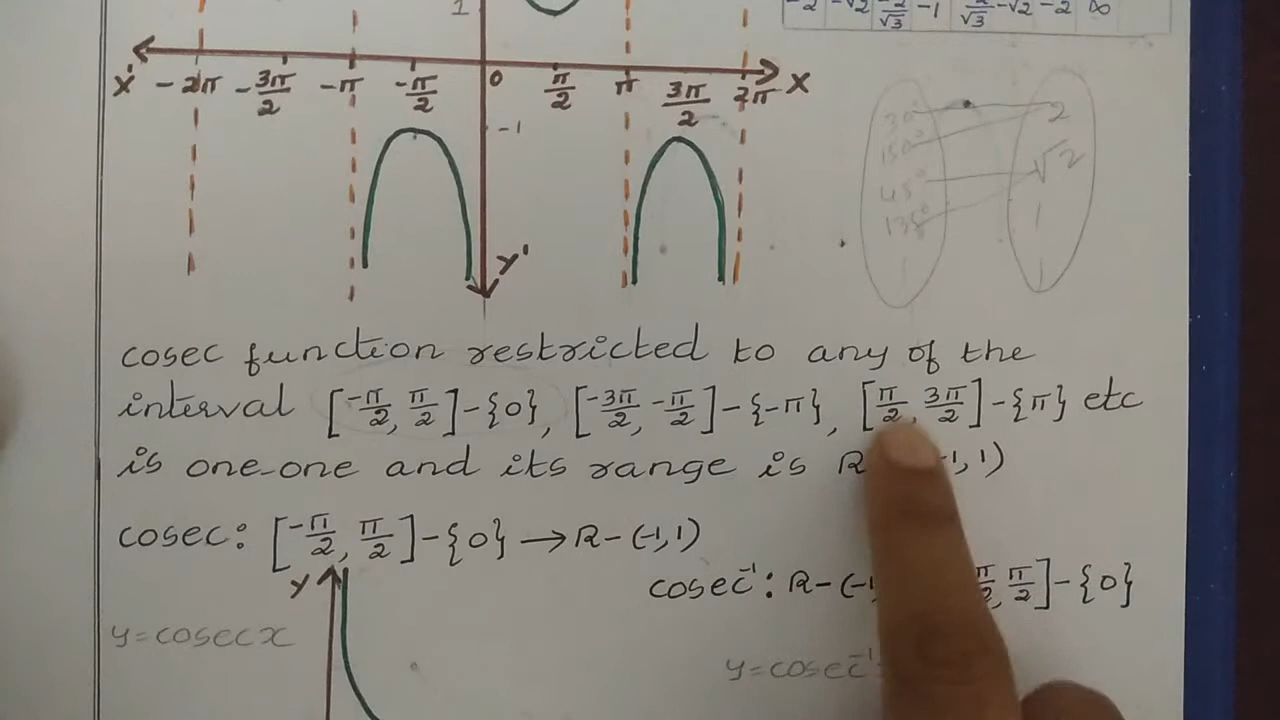 1
-2 -√2 -2/√3 -1 -2/√3 -√2 -2 ∞
X' -2π -3π/2 -π -π/2 0 π/2 π 3π/2 2π X
-1
Y'
30° 2
150° √2
45° 1
135°
cosec function restricted to any of the
interval [-π/2, π/2]-{0}, [-3π/2, -π/2]-{-π}, [π/2, 3π/2]-{π} etc
is one-one and its range is R -1, 1)
cosec: [-π/2, π/2]-{0} → R-(-1,1)
cosec⁻¹: R-(-1, π/2, π/2]-{0}
Y
y=cosec x
y=cosec⁻¹